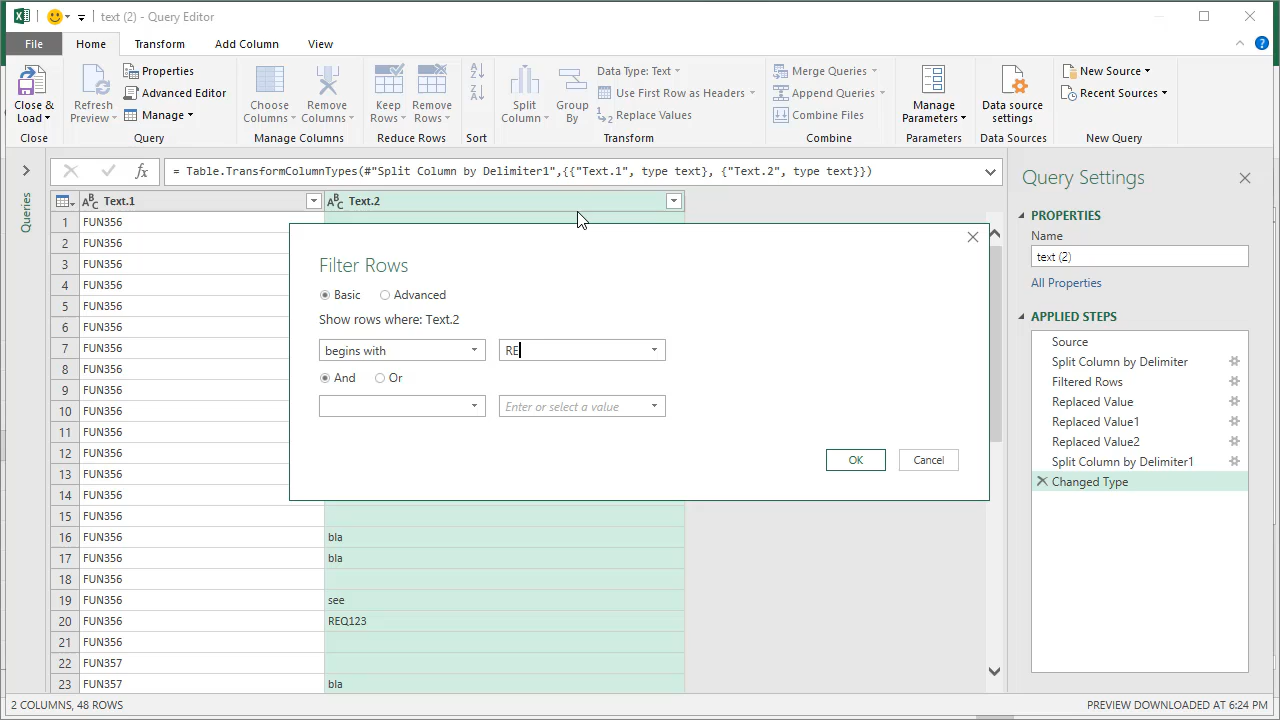 text (2) - Query Editor
File Home Transform Add Column View
Close & Load
Close
Refresh Preview
Properties
Advanced Editor
Manage
Query
Choose Columns
Remove Columns
Manage Columns
Keep Rows
Remove Rows
Reduce Rows
Sort
Split Column
Group By
Data Type: Text
Use First Row as Headers
Replace Values
Transform
Merge Queries
Append Queries
Combine Files
Combine
Manage Parameters
Parameters
Data source settings
Data Sources
New Source
Recent Sources
New Query
Queries
fx = Table.TransformColumnTypes(#"Split Column by Delimiter1",{{"Text.1", type text}, {"Text.2", type text}})
ABC Text.1 ABC Text.2
1 FUN356
2 FUN356
3 FUN356
4 FUN356
5 FUN356
6 FUN356
7 FUN356
8 FUN356
9 FUN356
10 FUN356
11 FUN356
12 FUN356
13 FUN356
14 FUN356
15 FUN356
16 FUN356 bla
17 FUN356 bla
18 FUN356
19 FUN356 see
20 FUN356 REQ123
21 FUN356
22 FUN357
23 FUN357 bla
Filter Rows
Basic Advanced
Show rows where: Text.2
begins with RE
And Or
Enter or select a value
OK Cancel
Query Settings
PROPERTIES
Name
text (2)
All Properties
APPLIED STEPS
Source
Split Column by Delimiter
Filtered Rows
Replaced Value
Replaced Value1
Replaced Value2
Split Column by Delimiter1
Changed Type
2 COLUMNS, 48 ROWS
PREVIEW DOWNLOADED AT 6:24 PM